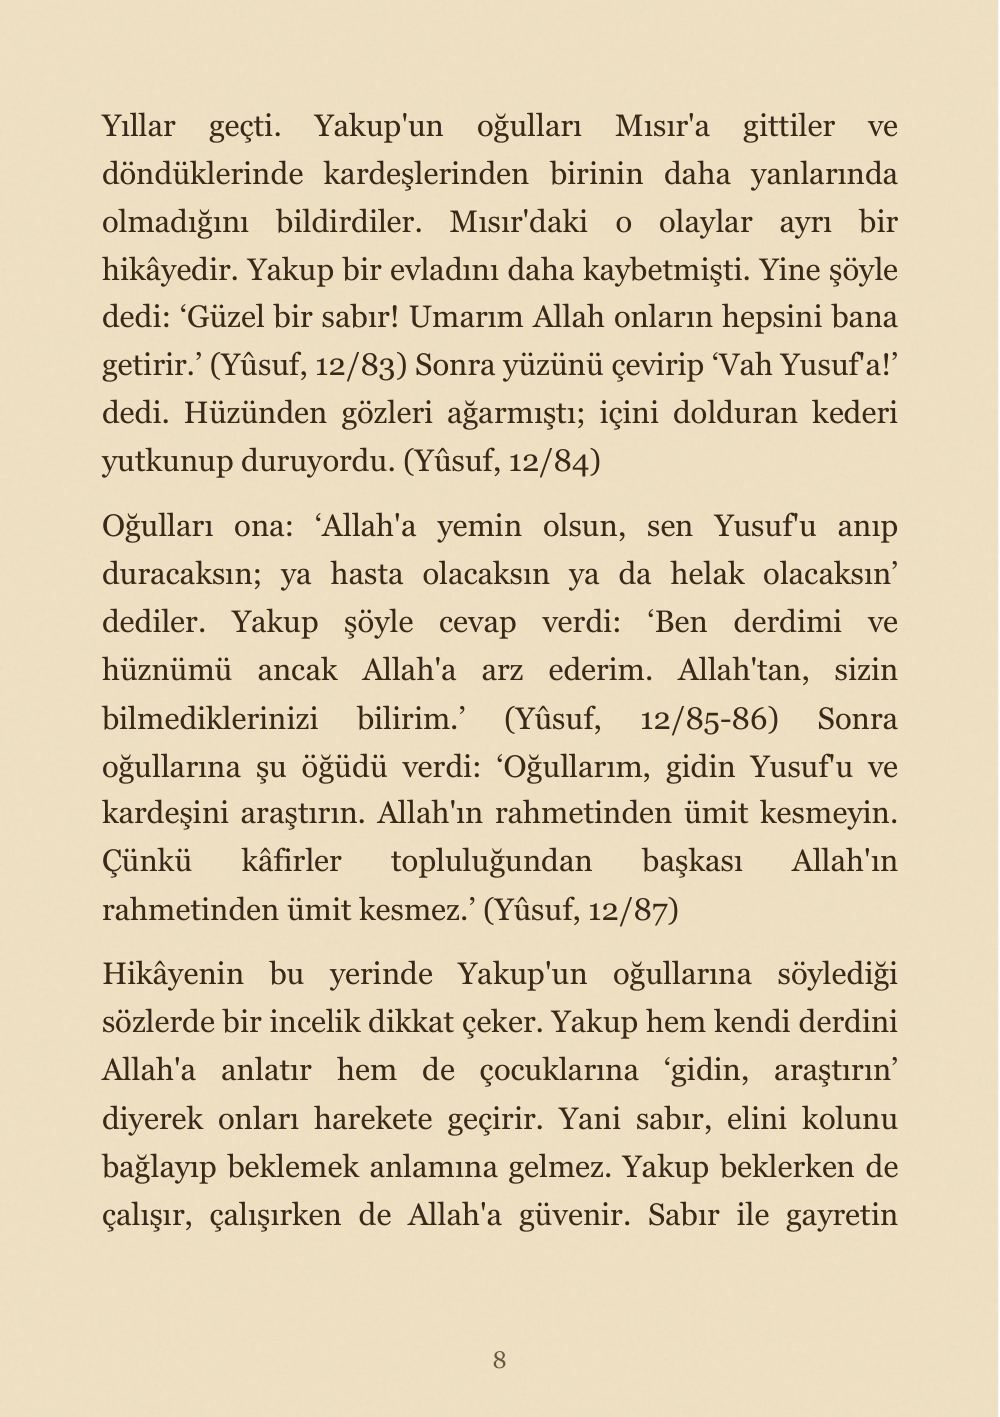 Yıllar geçti. Yakup'un oğulları Mısır'a gittiler ve
döndüklerinde kardeşlerinden birinin daha yanlarında
olmadığını bildirdiler. Mısır'daki o olaylar ayrı bir
hikâyedir. Yakup bir evladını daha kaybetmişti. Yine şöyle
dedi: ‘Güzel bir sabır! Umarım Allah onların hepsini bana
getirir.’ (Yûsuf, 12/83) Sonra yüzünü çevirip ‘Vah Yusuf'a!’
dedi. Hüzünden gözleri ağarmıştı; içini dolduran kederi
yutkunup duruyordu. (Yûsuf, 12/84)
Oğulları ona: ‘Allah'a yemin olsun, sen Yusuf'u anıp
duracaksın; ya hasta olacaksın ya da helak olacaksın’
dediler. Yakup şöyle cevap verdi: ‘Ben derdimi ve
hüznümü ancak Allah'a arz ederim. Allah'tan, sizin
bilmediklerinizi bilirim.’ (Yûsuf, 12/85-86) Sonra
oğullarına şu öğüdü verdi: ‘Oğullarım, gidin Yusuf'u ve
kardeşini araştırın. Allah'ın rahmetinden ümit kesmeyin.
Çünkü kâfirler topluluğundan başkası Allah'ın
rahmetinden ümit kesmez.’ (Yûsuf, 12/87)
Hikâyenin bu yerinde Yakup'un oğullarına söylediği
sözlerde bir incelik dikkat çeker. Yakup hem kendi derdini
Allah'a anlatır hem de çocuklarına ‘gidin, araştırın’
diyerek onları harekete geçirir. Yani sabır, elini kolunu
bağlayıp beklemek anlamına gelmez. Yakup beklerken de
çalışır, çalışırken de Allah'a güvenir. Sabır ile gayretin
8